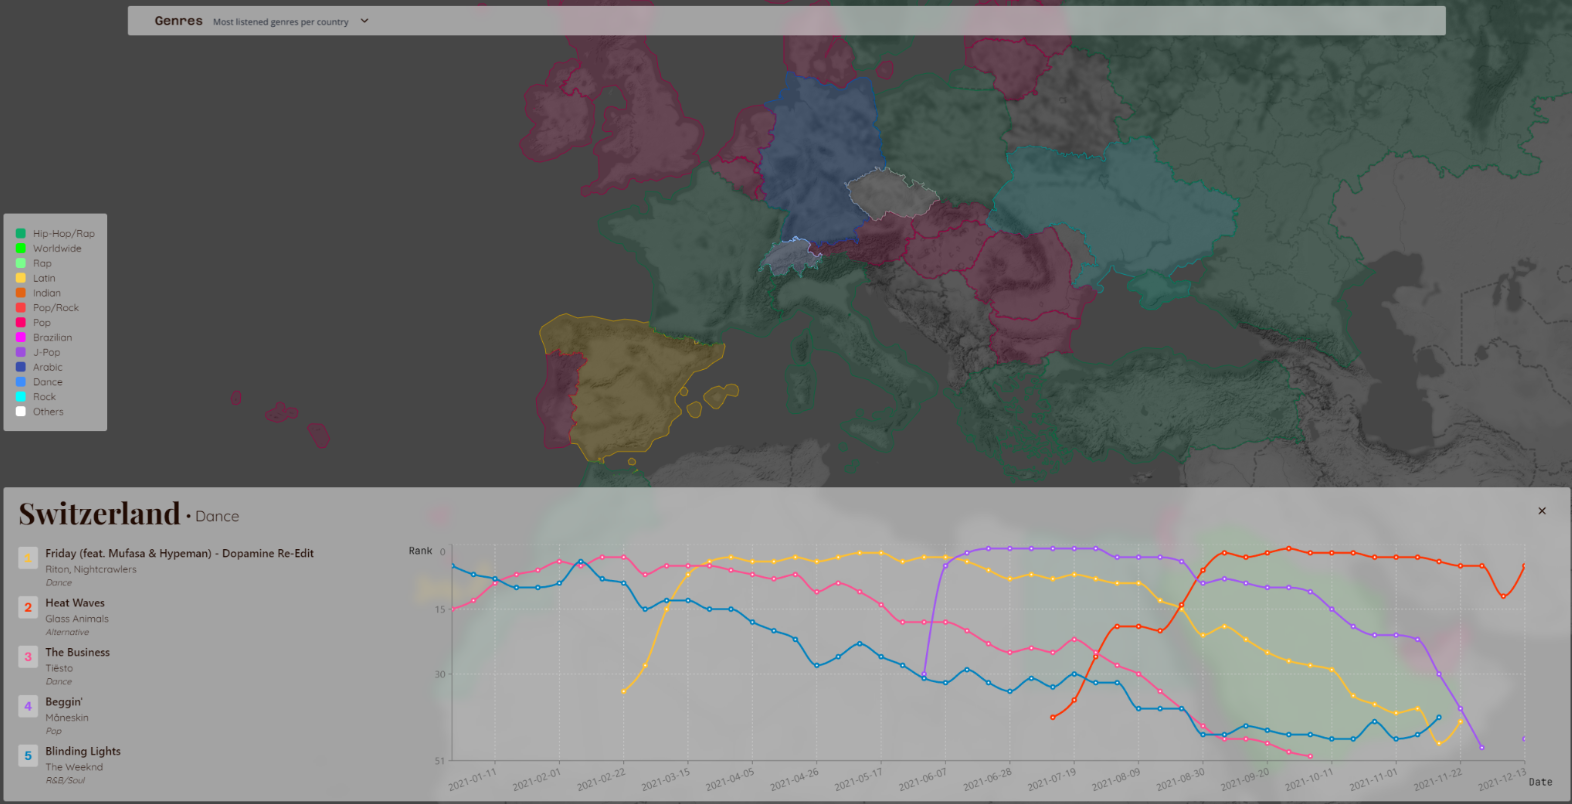 Genres Most listened genres per country
Hip-Hop/Rap
Worldwide
Rap
Latin
Indian
Pop/Rock
Pop
Brazilian
J-Pop
Arabic
Dance
Rock
Others
Switzerland • Dance
1 Friday (feat. Mufasa & Hypeman) - Dopamine Re-Edit
Riton, Nightcrawlers
Dance
2 Heat Waves
Glass Animals
Alternative
3 The Business
Tiësto
Dance
4 Beggin'
Måneskin
Pop
5 Blinding Lights
The Weeknd
R&B/Soul
Rank
0
15
30
51
2021-01-11
2021-02-01
2021-02-22
2021-03-15
2021-04-05
2021-04-26
2021-05-17
2021-06-07
2021-06-28
2021-07-19
2021-08-09
2021-08-30
2021-09-20
2021-10-11
2021-11-01
2021-11-22
2021-12-13
Date